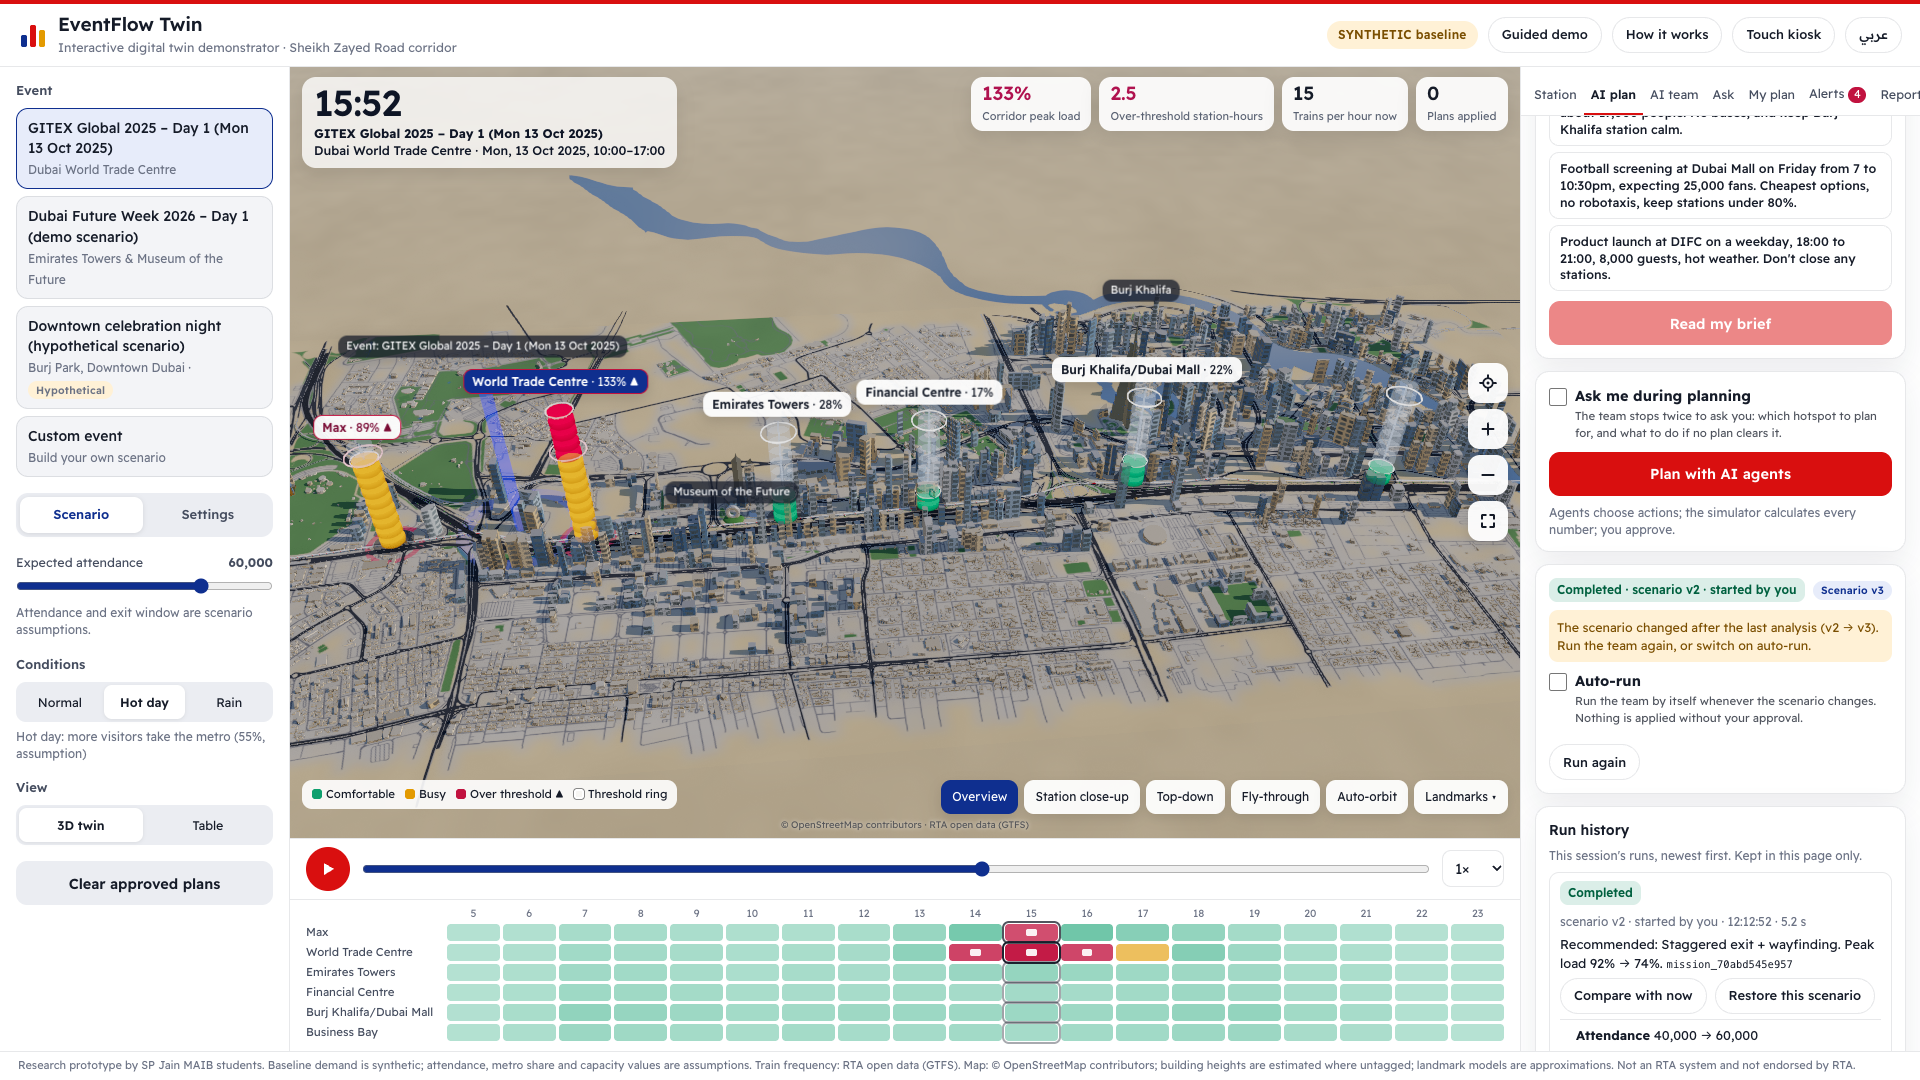 EventFlow Twin
Interactive digital twin demonstrator · Sheikh Zayed Road corridor
SYNTHETIC baseline
Guided demo
How it works
Touch kiosk
عربي
Event
GITEX Global 2025 – Day 1 (Mon
13 Oct 2025)
Dubai World Trade Centre
Dubai Future Week 2026 – Day 1
(demo scenario)
Emirates Towers & Museum of the
Future
Downtown celebration night
(hypothetical scenario)
Burj Park, Downtown Dubai ·
Hypothetical
Custom event
Build your own scenario
Scenario
Settings
Expected attendance 60,000
Attendance and exit window are scenario
assumptions.
Conditions
Normal
Hot day
Rain
Hot day: more visitors take the metro (55%,
assumption)
View
3D twin
Table
Clear approved plans
15:52
GITEX Global 2025 – Day 1 (Mon 13 Oct 2025)
Dubai World Trade Centre · Mon, 13 Oct 2025, 10:00–17:00
133%
Corridor peak load
2.5
Over-threshold station-hours
15
Trains per hour now
0
Plans applied
Burj Khalifa
Event: GITEX Global 2025 – Day 1 (Mon 13 Oct 2025)
World Trade Centre · 133% ▲
Burj Khalifa/Dubai Mall · 22%
Financial Centre · 17%
Emirates Towers · 28%
Max · 89% ▲
Museum of the Future
+
−
Comfortable
Busy
Over threshold ▲
Threshold ring
Overview
Station close-up
Top-down
Fly-through
Auto-orbit
Landmarks ▾
© OpenStreetMap contributors · RTA open data (GTFS)
1×
5 6 7 8 9 10 11 12 13 14 15 16 17 18 19 20 21 22 23
Max
World Trade Centre
Emirates Towers
Financial Centre
Burj Khalifa/Dubai Mall
Business Bay
Station
AI plan
AI team
Ask
My plan
Alerts 4
Report
Khalifa station calm.
Football screening at Dubai Mall on Friday from 7 to
10:30pm, expecting 25,000 fans. Cheapest options,
no robotaxis, keep stations under 80%.
Product launch at DIFC on a weekday, 18:00 to
21:00, 8,000 guests, hot weather. Don't close any
stations.
Read my brief
Ask me during planning
The team stops twice to ask you: which hotspot to plan
for, and what to do if no plan clears it.
Plan with AI agents
Agents choose actions; the simulator calculates every
number; you approve.
Completed · scenario v2 · started by you
Scenario v3
The scenario changed after the last analysis (v2 → v3).
Run the team again, or switch on auto-run.
Auto-run
Run the team by itself whenever the scenario changes.
Nothing is applied without your approval.
Run again
Run history
This session's runs, newest first. Kept in this page only.
Completed
scenario v2 · started by you · 12:12:52 · 5.2 s
Recommended: Staggered exit + wayfinding. Peak
load 92% → 74%. mission_70abd545e957
Compare with now
Restore this scenario
Attendance 40,000 → 60,000
Research prototype by SP Jain MAIB students. Baseline demand is synthetic; attendance, metro share and capacity values are assumptions. Train frequency: RTA open data (GTFS). Map: © OpenStreetMap contributors; building heights are estimated where untagged; landmark models are approximations. Not an RTA system and not endorsed by RTA.